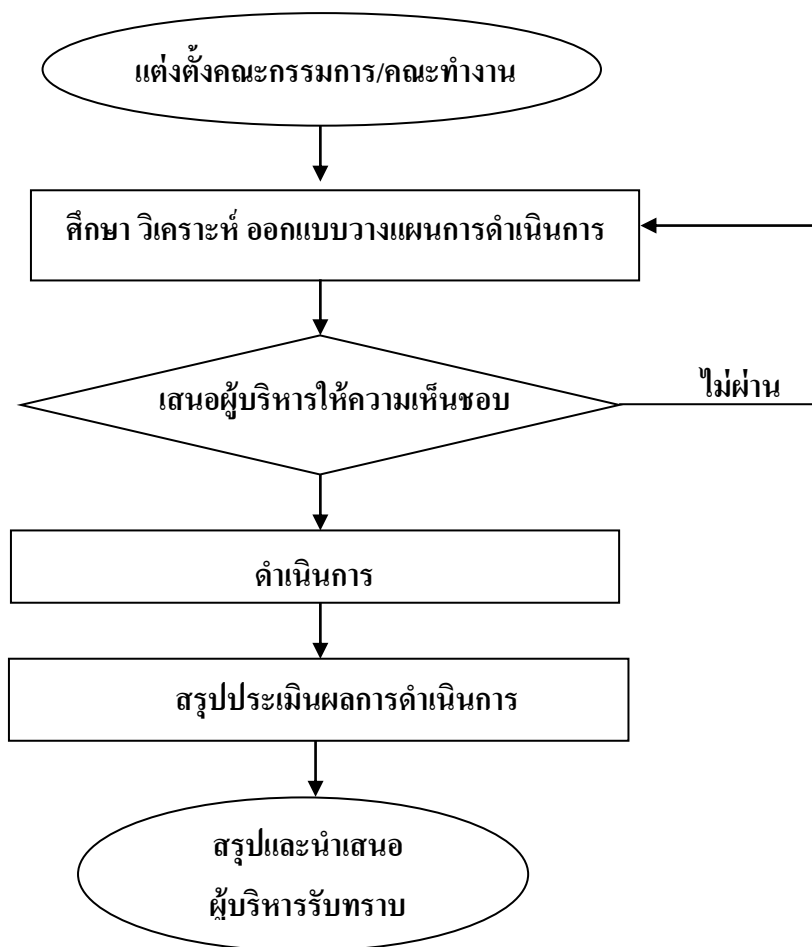 แต่งตั้งคณะกรรมการ/คณะทำงาน
ศึกษา วิเคราะห์ ออกแบบวางแผนการดำเนินการ
เสนอผู้บริหารให้ความเห็นชอบ
ไม่ผ่าน
ดำเนินการ
สรุปประเมินผลการดำเนินการ
สรุปและนำเสนอ
ผู้บริหารรับทราบ